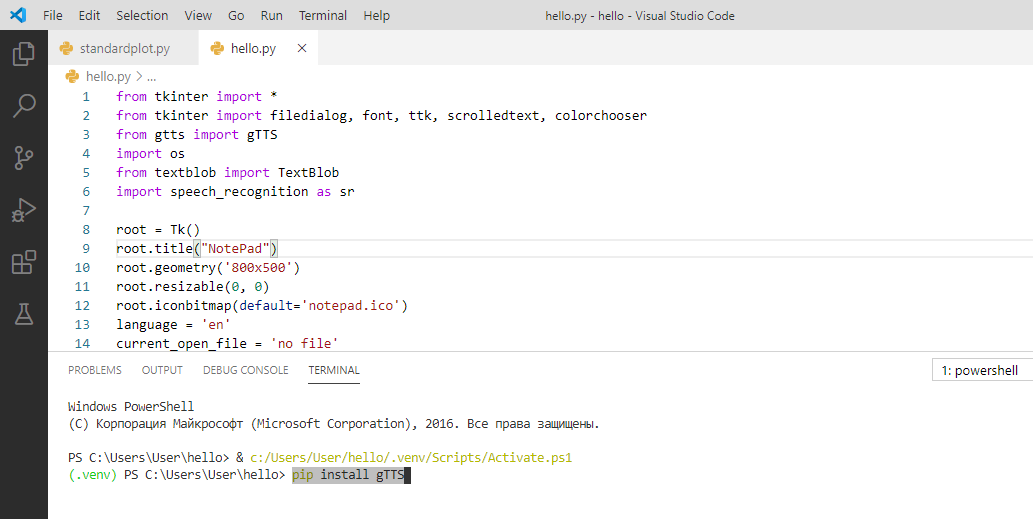 File Edit Selection View Go Run Terminal Help hello.py - hello - Visual Studio Code
standardplot.py hello.py ×
hello.py > ...
1 from tkinter import *
2 from tkinter import filedialog, font, ttk, scrolledtext, colorchooser
3 from gtts import gTTS
4 import os
5 from textblob import TextBlob
6 import speech_recognition as sr
7
8 root = Tk()
9 root.title("NotePad")
10 root.geometry('800x500')
11 root.resizable(0, 0)
12 root.iconbitmap(default='notepad.ico')
13 language = 'en'
14 current_open_file = 'no file'
PROBLEMS OUTPUT DEBUG CONSOLE TERMINAL 1: powershell
Windows PowerShell
(C) Корпорация Майкрософт (Microsoft Corporation), 2016. Все права защищены.
PS C:\Users\User\hello> & c:/Users/User/hello/.venv/Scripts/Activate.ps1
(.venv) PS C:\Users\User\hello> pip install gTTS